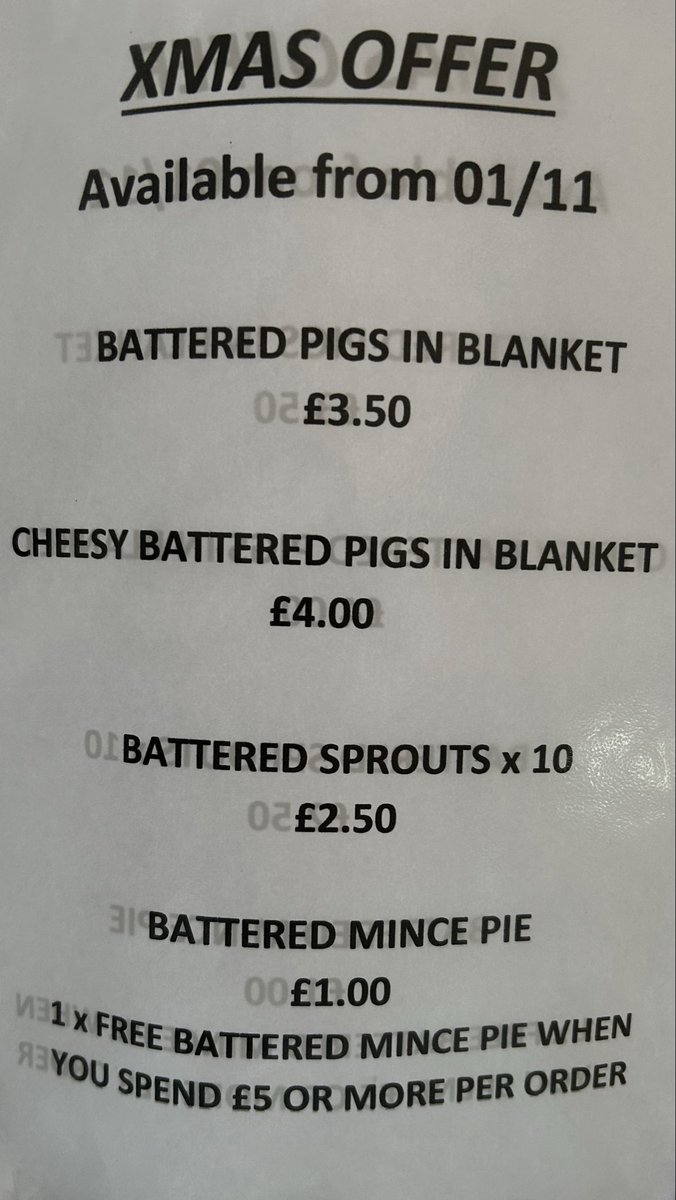 XMAS OFFER
Available from 01/11
BATTERED PIGS IN BLANKET
£3.50
CHEESY BATTERED PIGS IN BLANKET
£4.00
BATTERED SPROUTS x 10
£2.50
BATTERED MINCE PIE
£1.00
1 x FREE BATTERED MINCE PIE WHEN
YOU SPEND £5 OR MORE PER ORDER